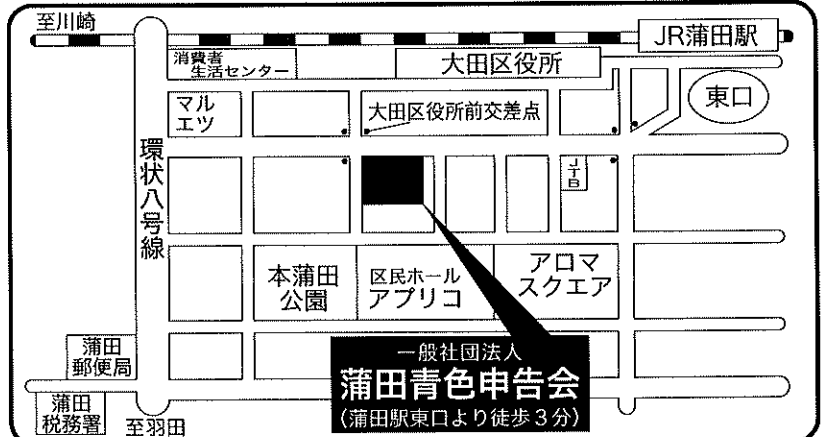 至川崎
JR蒲田駅
消費者
生活センター
大田区役所
東口
マル
エツ
大田区役所前交差点
環状八号線
JTB
本蒲田
公園
区民ホール
アプリコ
アロマ
スクエア
蒲田
郵便局
一般社団法人
蒲田青色申告会
(蒲田駅東口より徒歩3分)
蒲田
税務署
至羽田